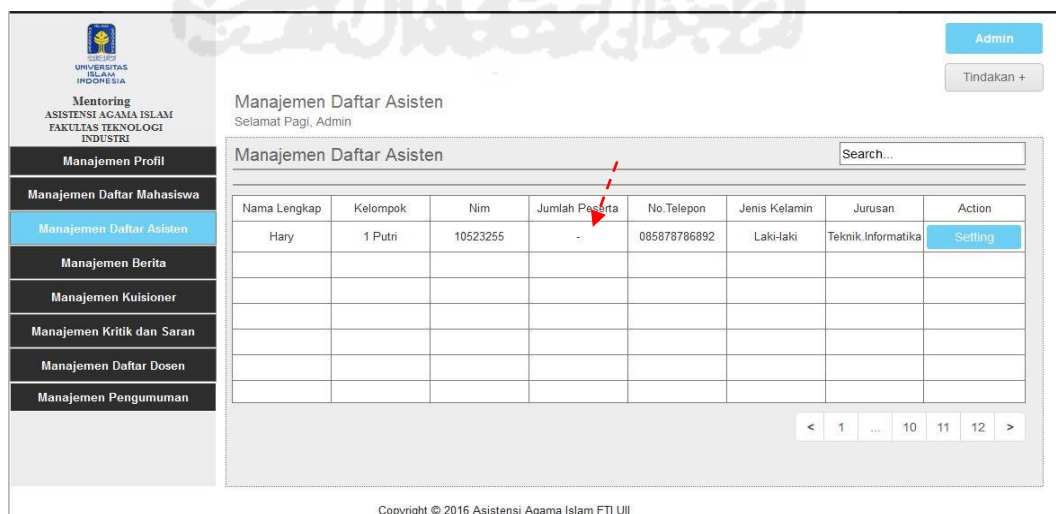 Admin
UNIVERSITAS
ISLAM
INDONESIA
Tindakan +
Mentoring
ASISTENSI AGAMA ISLAM
FAKULTAS TEKNOLOGI
INDUSTRI
Manajemen Daftar Asisten
Selamat Pagi, Admin
Manajemen Profil
Manajemen Daftar Mahasiswa
Manajemen Daftar Asisten
Manajemen Berita
Manajemen Kuisioner
Manajemen Kritik dan Saran
Manajemen Daftar Dosen
Manajemen Pengumuman
Manajemen Daftar Asisten Search...
Nama Lengkap Kelompok Nim Jumlah Peserta No.Telepon Jenis Kelamin Jurusan Action
Hary 1 Putri 10523255 - 085878786892 Laki-laki Teknik.Informatika Setting
< 1 ... 10 11 12 >
Copyright © 2016 Asistensi Agama Islam FTI UII